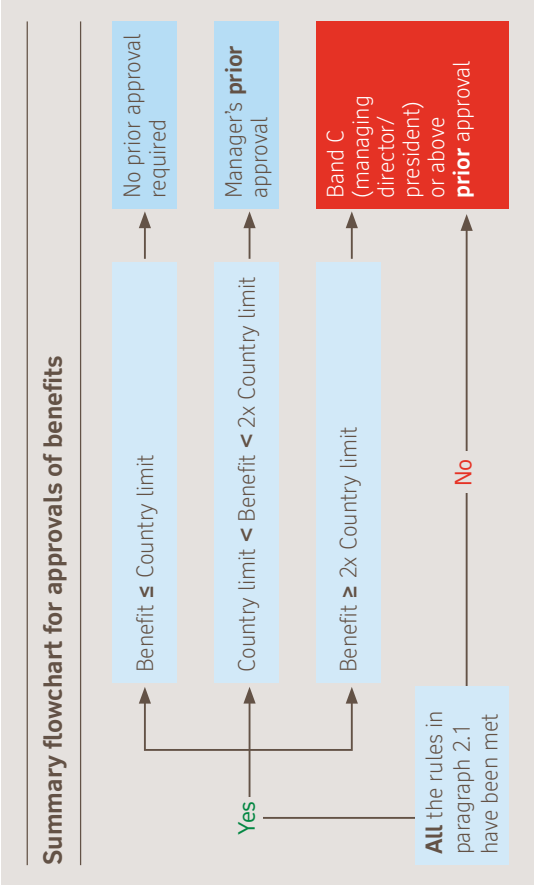 Summary flowchart for approvals of benefits
All the rules in
paragraph 2.1
have been met
Yes
No
Benefit ≤ Country limit
No prior approval
required
Country limit < Benefit < 2x Country limit
Manager's prior
approval
Benefit ≥ 2x Country limit
Band C
(managing
director/
president)
or above
prior approval